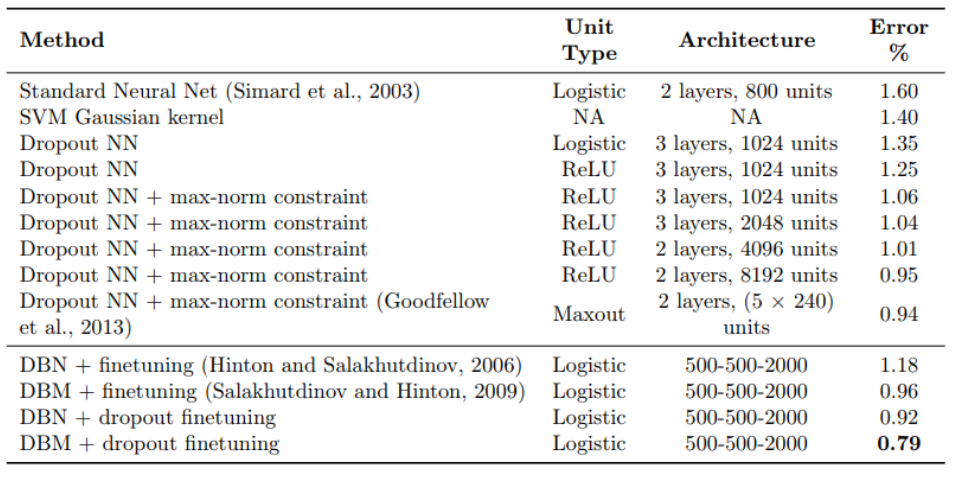 Method Unit Type Architecture Error %
Standard Neural Net (Simard et al., 2003) Logistic 2 layers, 800 units 1.60
SVM Gaussian kernel NA NA 1.40
Dropout NN Logistic 3 layers, 1024 units 1.35
Dropout NN ReLU 3 layers, 1024 units 1.25
Dropout NN + max-norm constraint ReLU 3 layers, 1024 units 1.06
Dropout NN + max-norm constraint ReLU 3 layers, 2048 units 1.04
Dropout NN + max-norm constraint ReLU 2 layers, 4096 units 1.01
Dropout NN + max-norm constraint ReLU 2 layers, 8192 units 0.95
Dropout NN + max-norm constraint (Goodfellow et al., 2013) Maxout 2 layers, (5 × 240) units 0.94
DBN + finetuning (Hinton and Salakhutdinov, 2006) Logistic 500-500-2000 1.18
DBM + finetuning (Salakhutdinov and Hinton, 2009) Logistic 500-500-2000 0.96
DBN + dropout finetuning Logistic 500-500-2000 0.92
DBM + dropout finetuning Logistic 500-500-2000 0.79